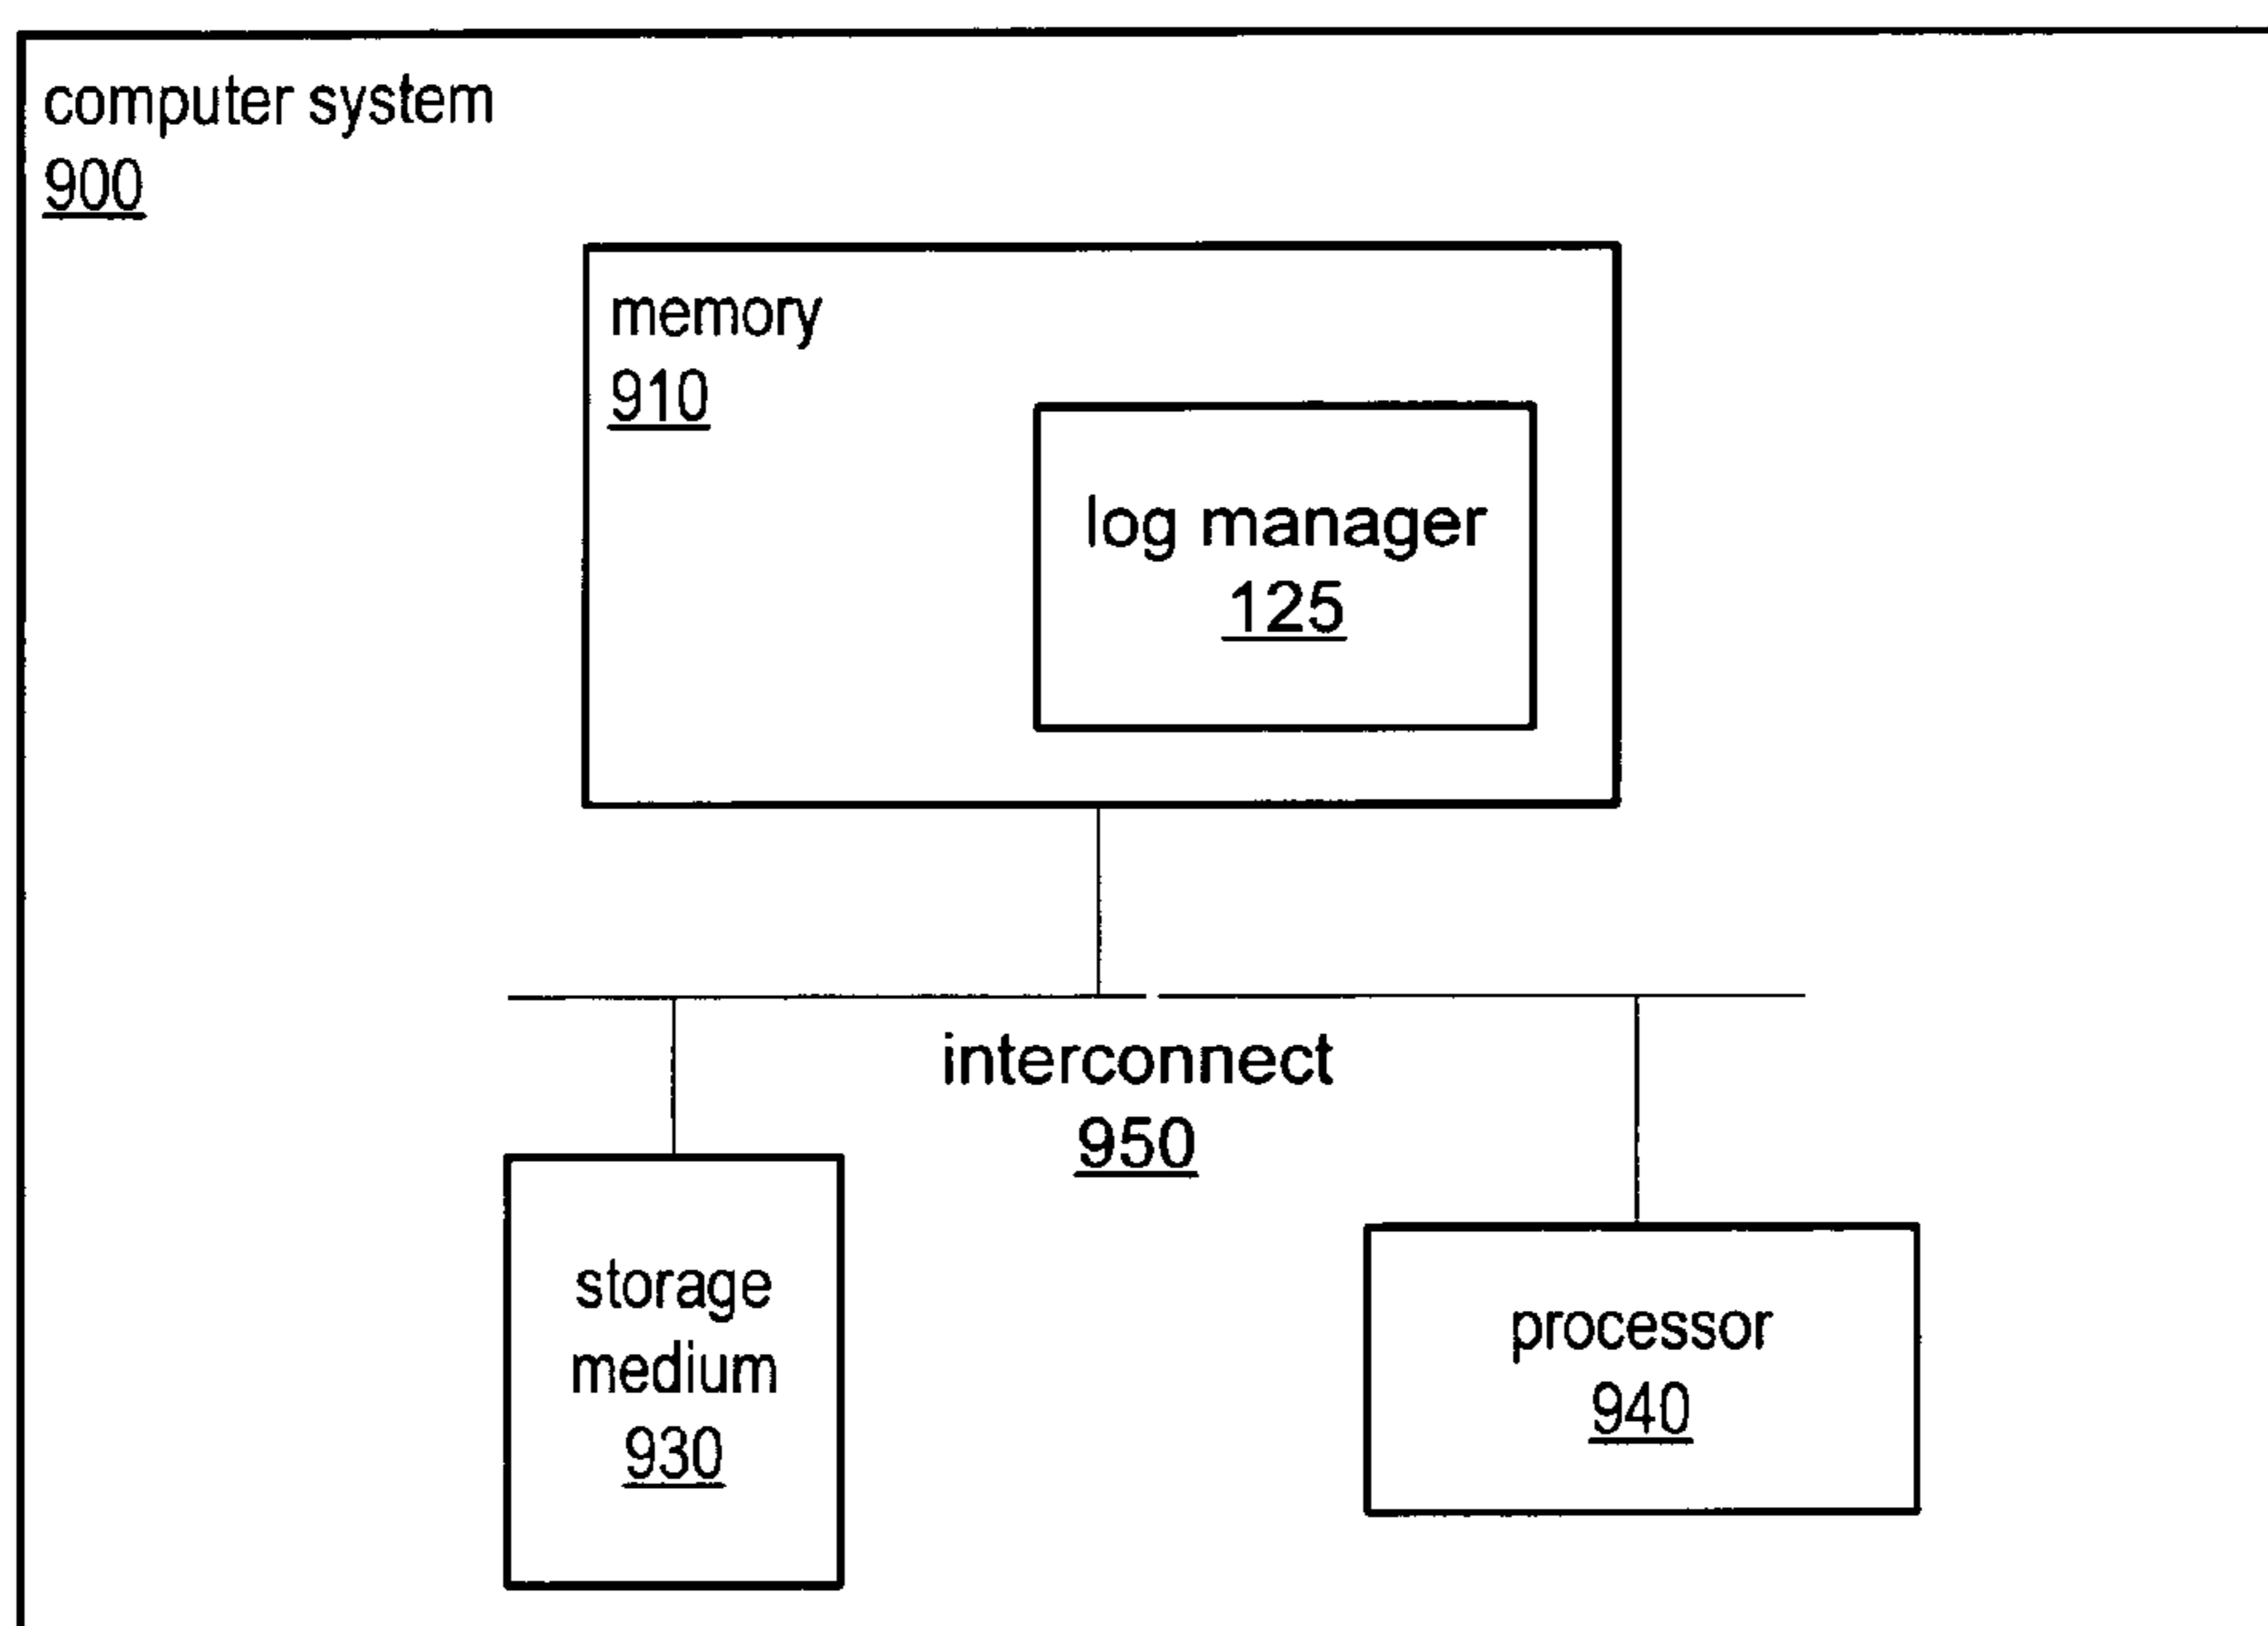 computer system
900
memory
910
log manager
125
interconnect
950
storage
medium
930
processor
940